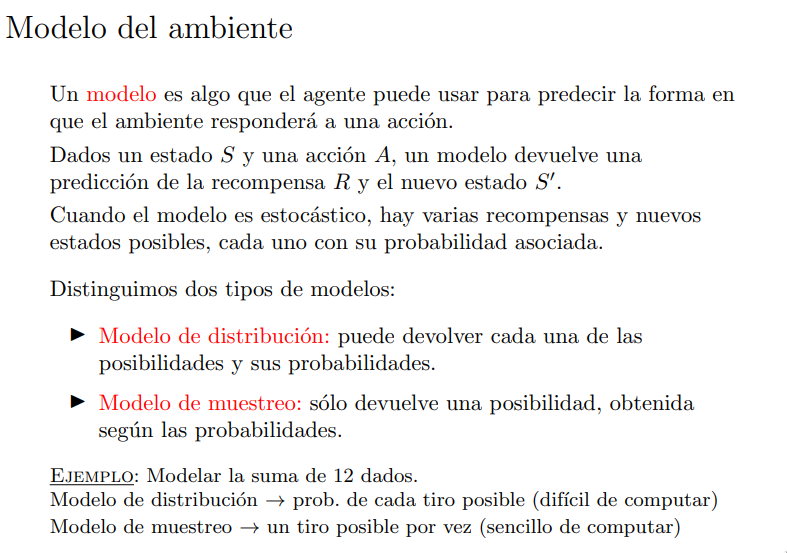 Modelo del ambiente
Un modelo es algo que el agente puede usar para predecir la forma en
que el ambiente responderá a una acción.
Dados un estado S y una acción A, un modelo devuelve una
predicción de la recompensa R y el nuevo estado S′.
Cuando el modelo es estocástico, hay varias recompensas y nuevos
estados posibles, cada uno con su probabilidad asociada.
Distinguimos dos tipos de modelos:
▶ Modelo de distribución: puede devolver cada una de las
posibilidades y sus probabilidades.
▶ Modelo de muestreo: sólo devuelve una posibilidad, obtenida
según las probabilidades.
EJEMPLO: Modelar la suma de 12 dados.
Modelo de distribución → prob. de cada tiro posible (difícil de computar)
Modelo de muestreo → un tiro posible por vez (sencillo de computar)